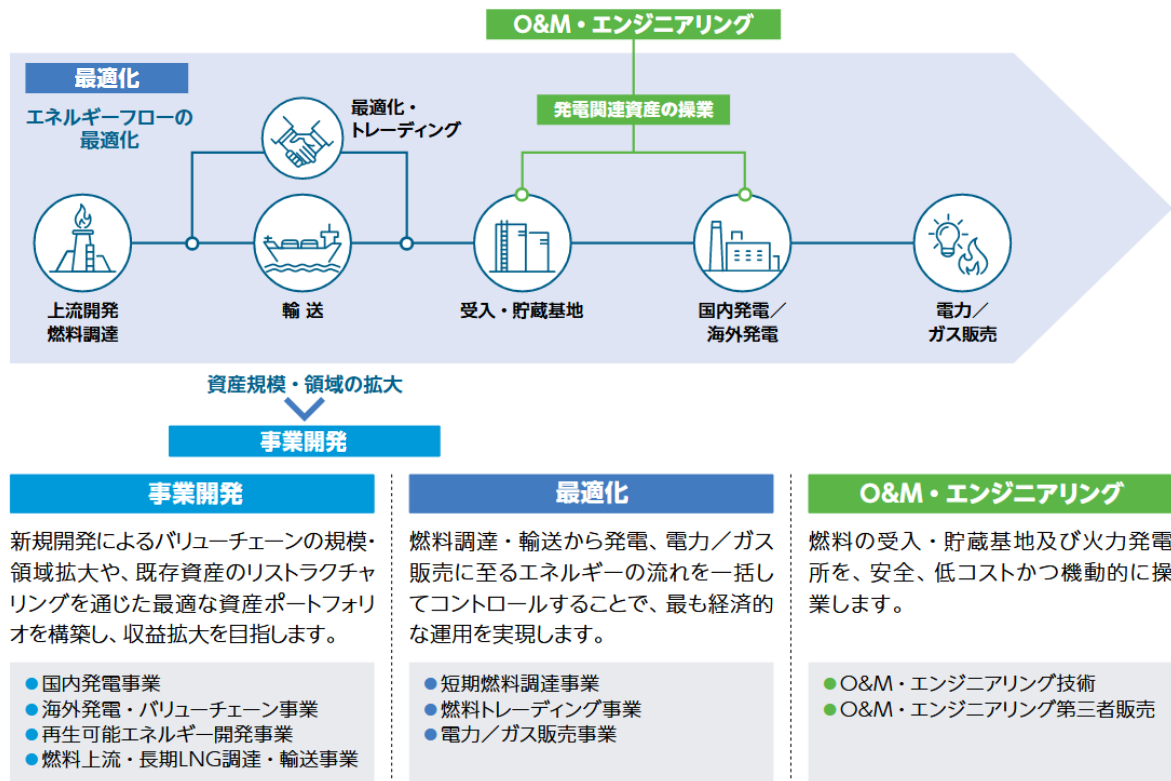 O&M・エンジニアリング
最適化
エネルギーフローの
最適化
最適化・
トレーディング
発電関連資産の操業
上流開発
燃料調達
輸 送
受入・貯蔵基地
国内発電／
海外発電
電力／
ガス販売
資産規模・領域の拡大
事業開発
事業開発
新規開発によるバリューチェーンの規模・
領域拡大や、既存資産のリストラクチャ
リングを通じた最適な資産ポートフォリ
オを構築し、収益拡大を目指します。
●国内発電事業
●海外発電・バリューチェーン事業
●再生可能エネルギー開発事業
●燃料上流・長期LNG調達・輸送事業
最適化
燃料調達・輸送から発電、電力／ガス
販売に至るエネルギーの流れを一括し
てコントロールすることで、最も経済的
な運用を実現します。
●短期燃料調達事業
●燃料トレーディング事業
●電力／ガス販売事業
O&M・エンジニアリング
燃料の受入・貯蔵基地及び火力発電
所を、安全、低コストかつ機動的に操
業します。
●O&M・エンジニアリング技術
●O&M・エンジニアリング第三者販売